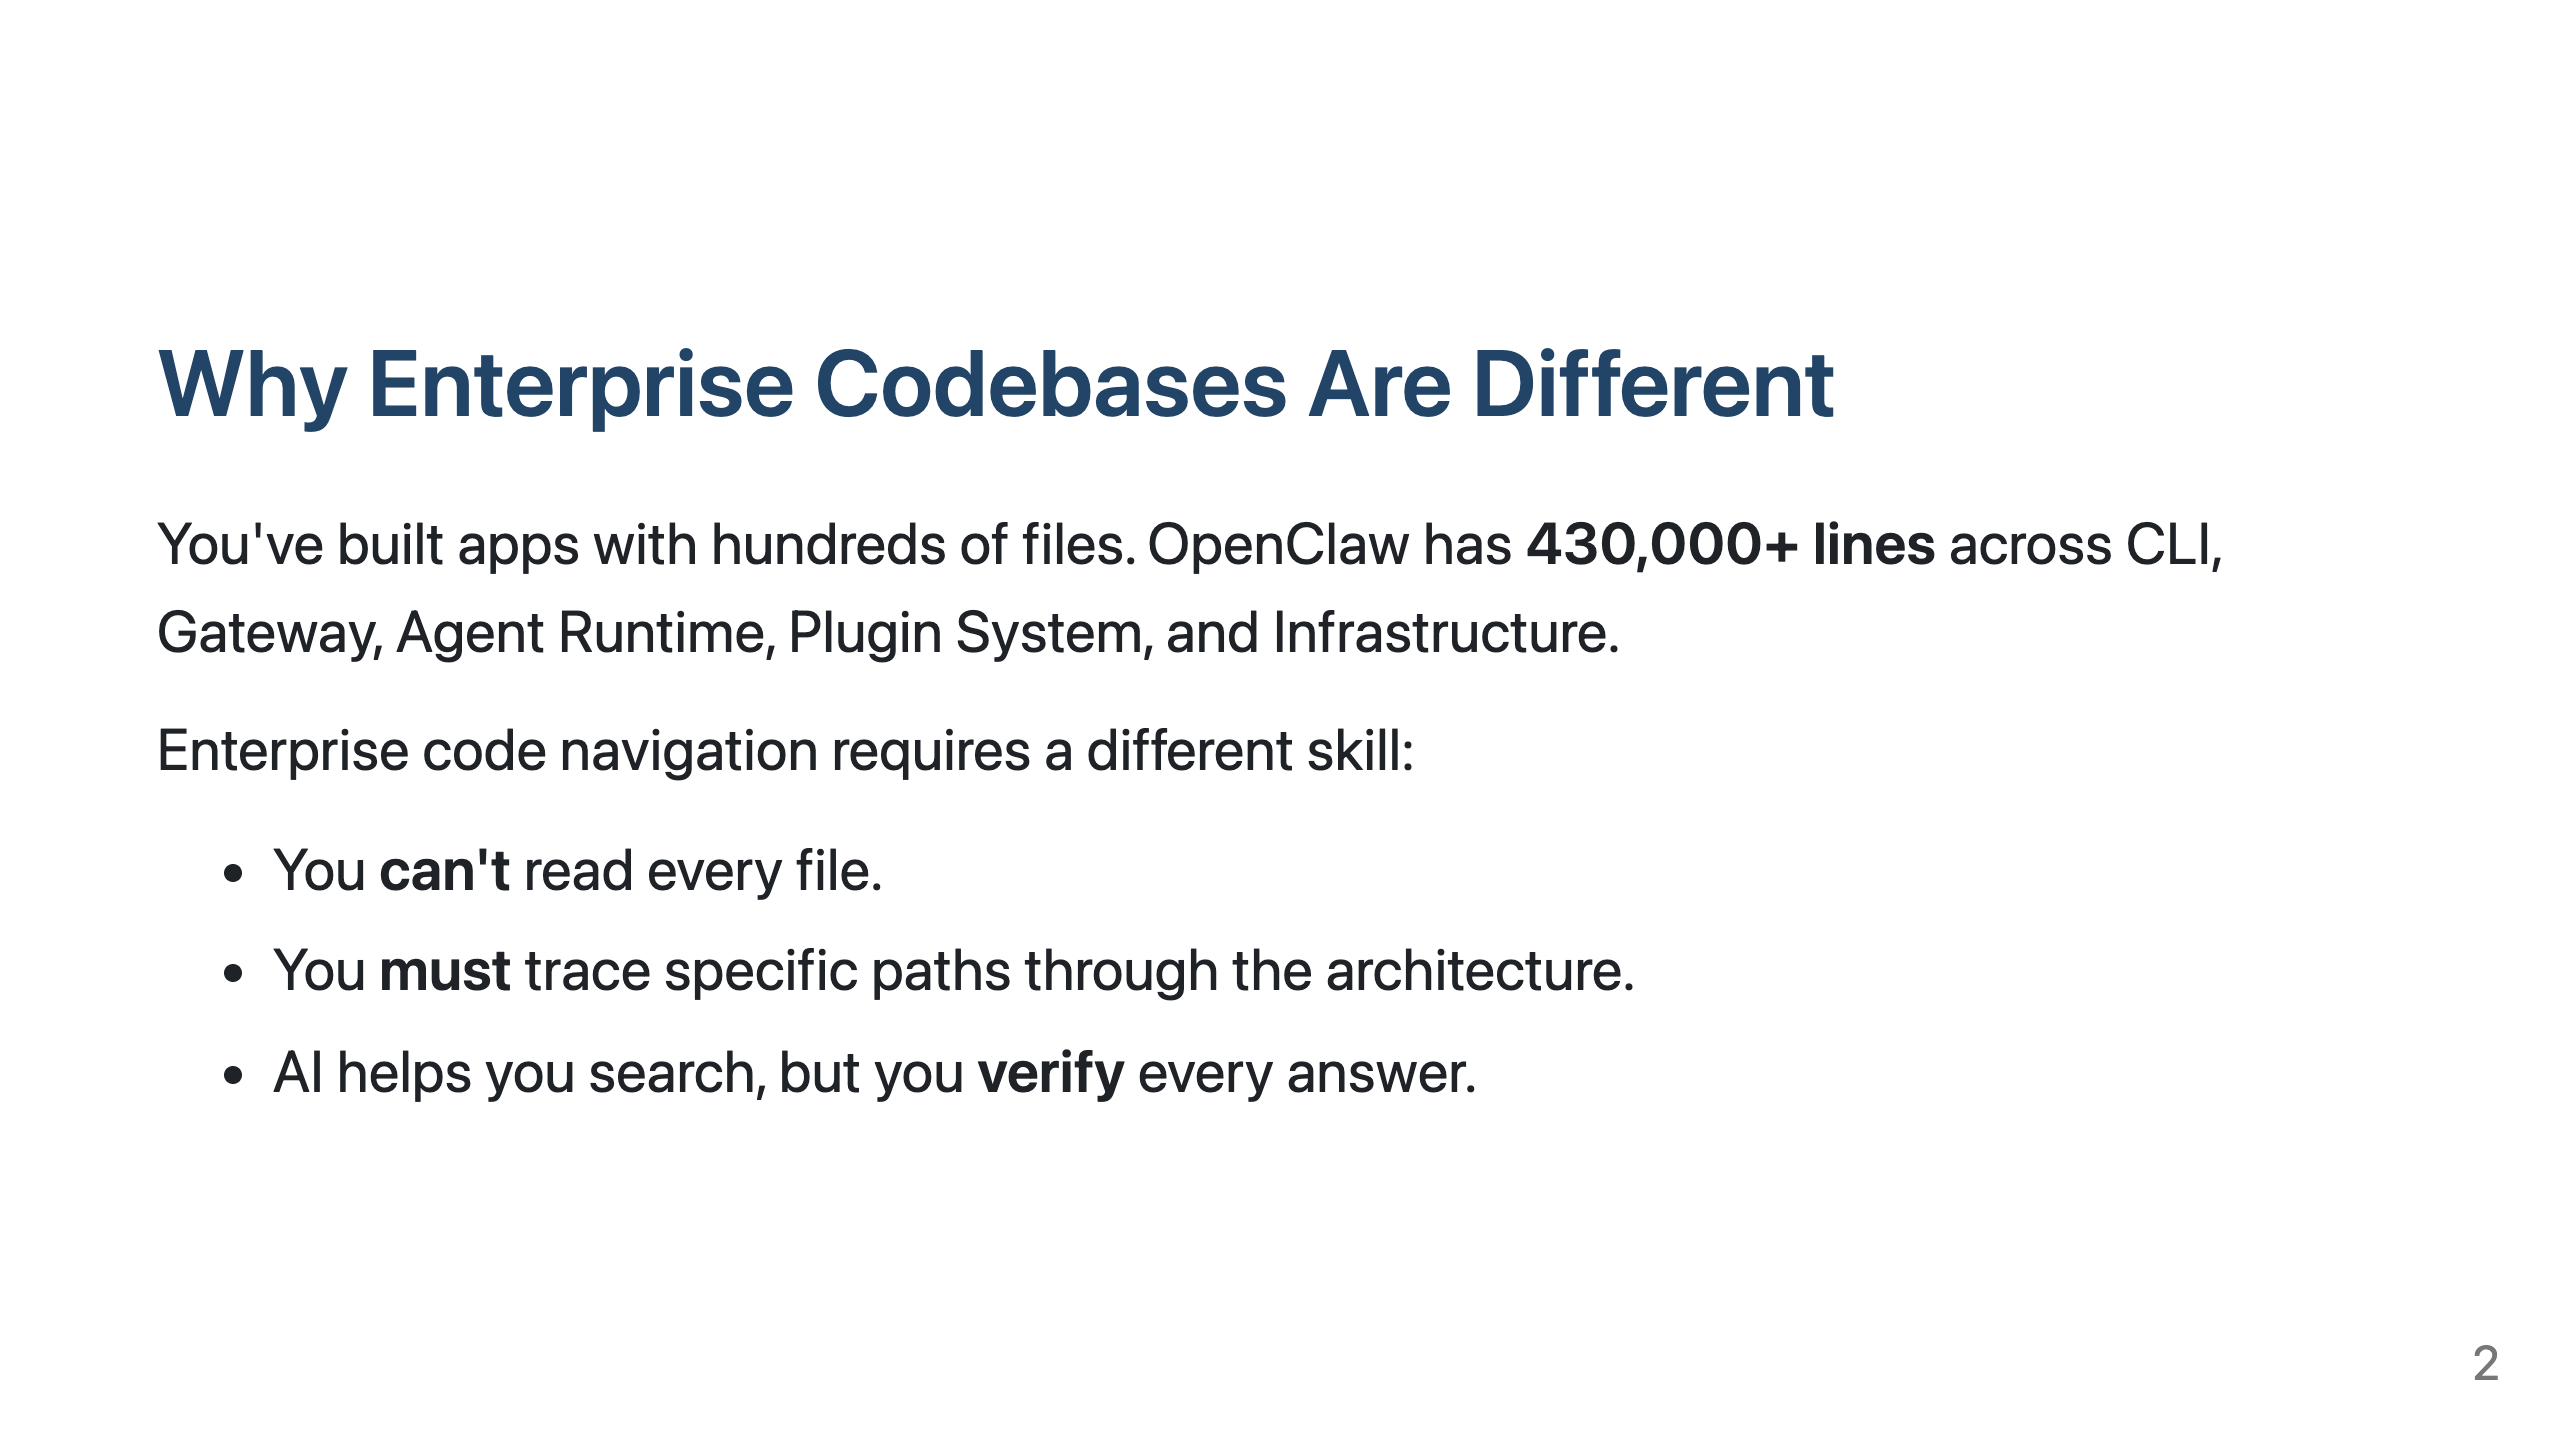 Why Enterprise Codebases Are Different
You've built apps with hundreds of files. OpenClaw has 430,000+ lines across CLI,
Gateway, Agent Runtime, Plugin System, and Infrastructure.
Enterprise code navigation requires a different skill:
• You can't read every file.
• You must trace specific paths through the architecture.
• AI helps you search, but you verify every answer.
2